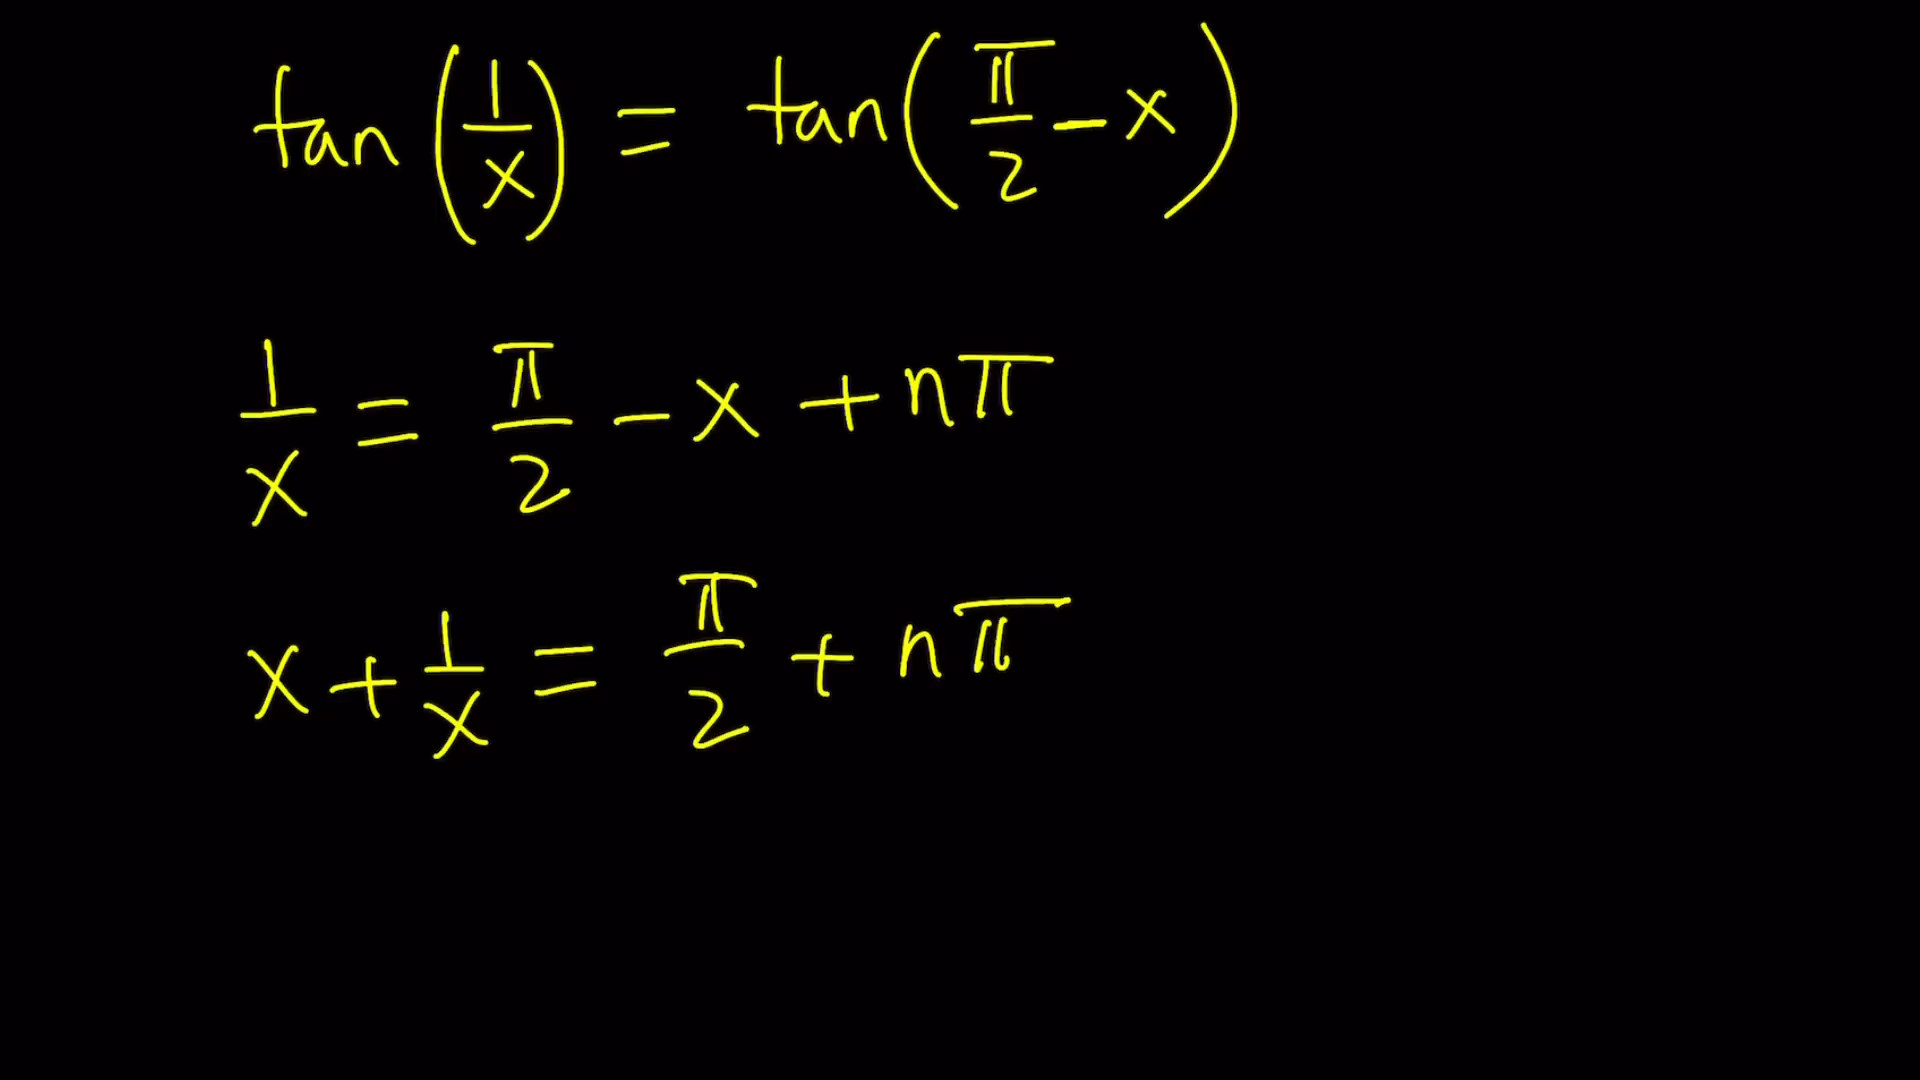 tan(1/x) = tan(π/2 - x)
1/x = π/2 - x + nπ
x + 1/x = π/2 + nπ